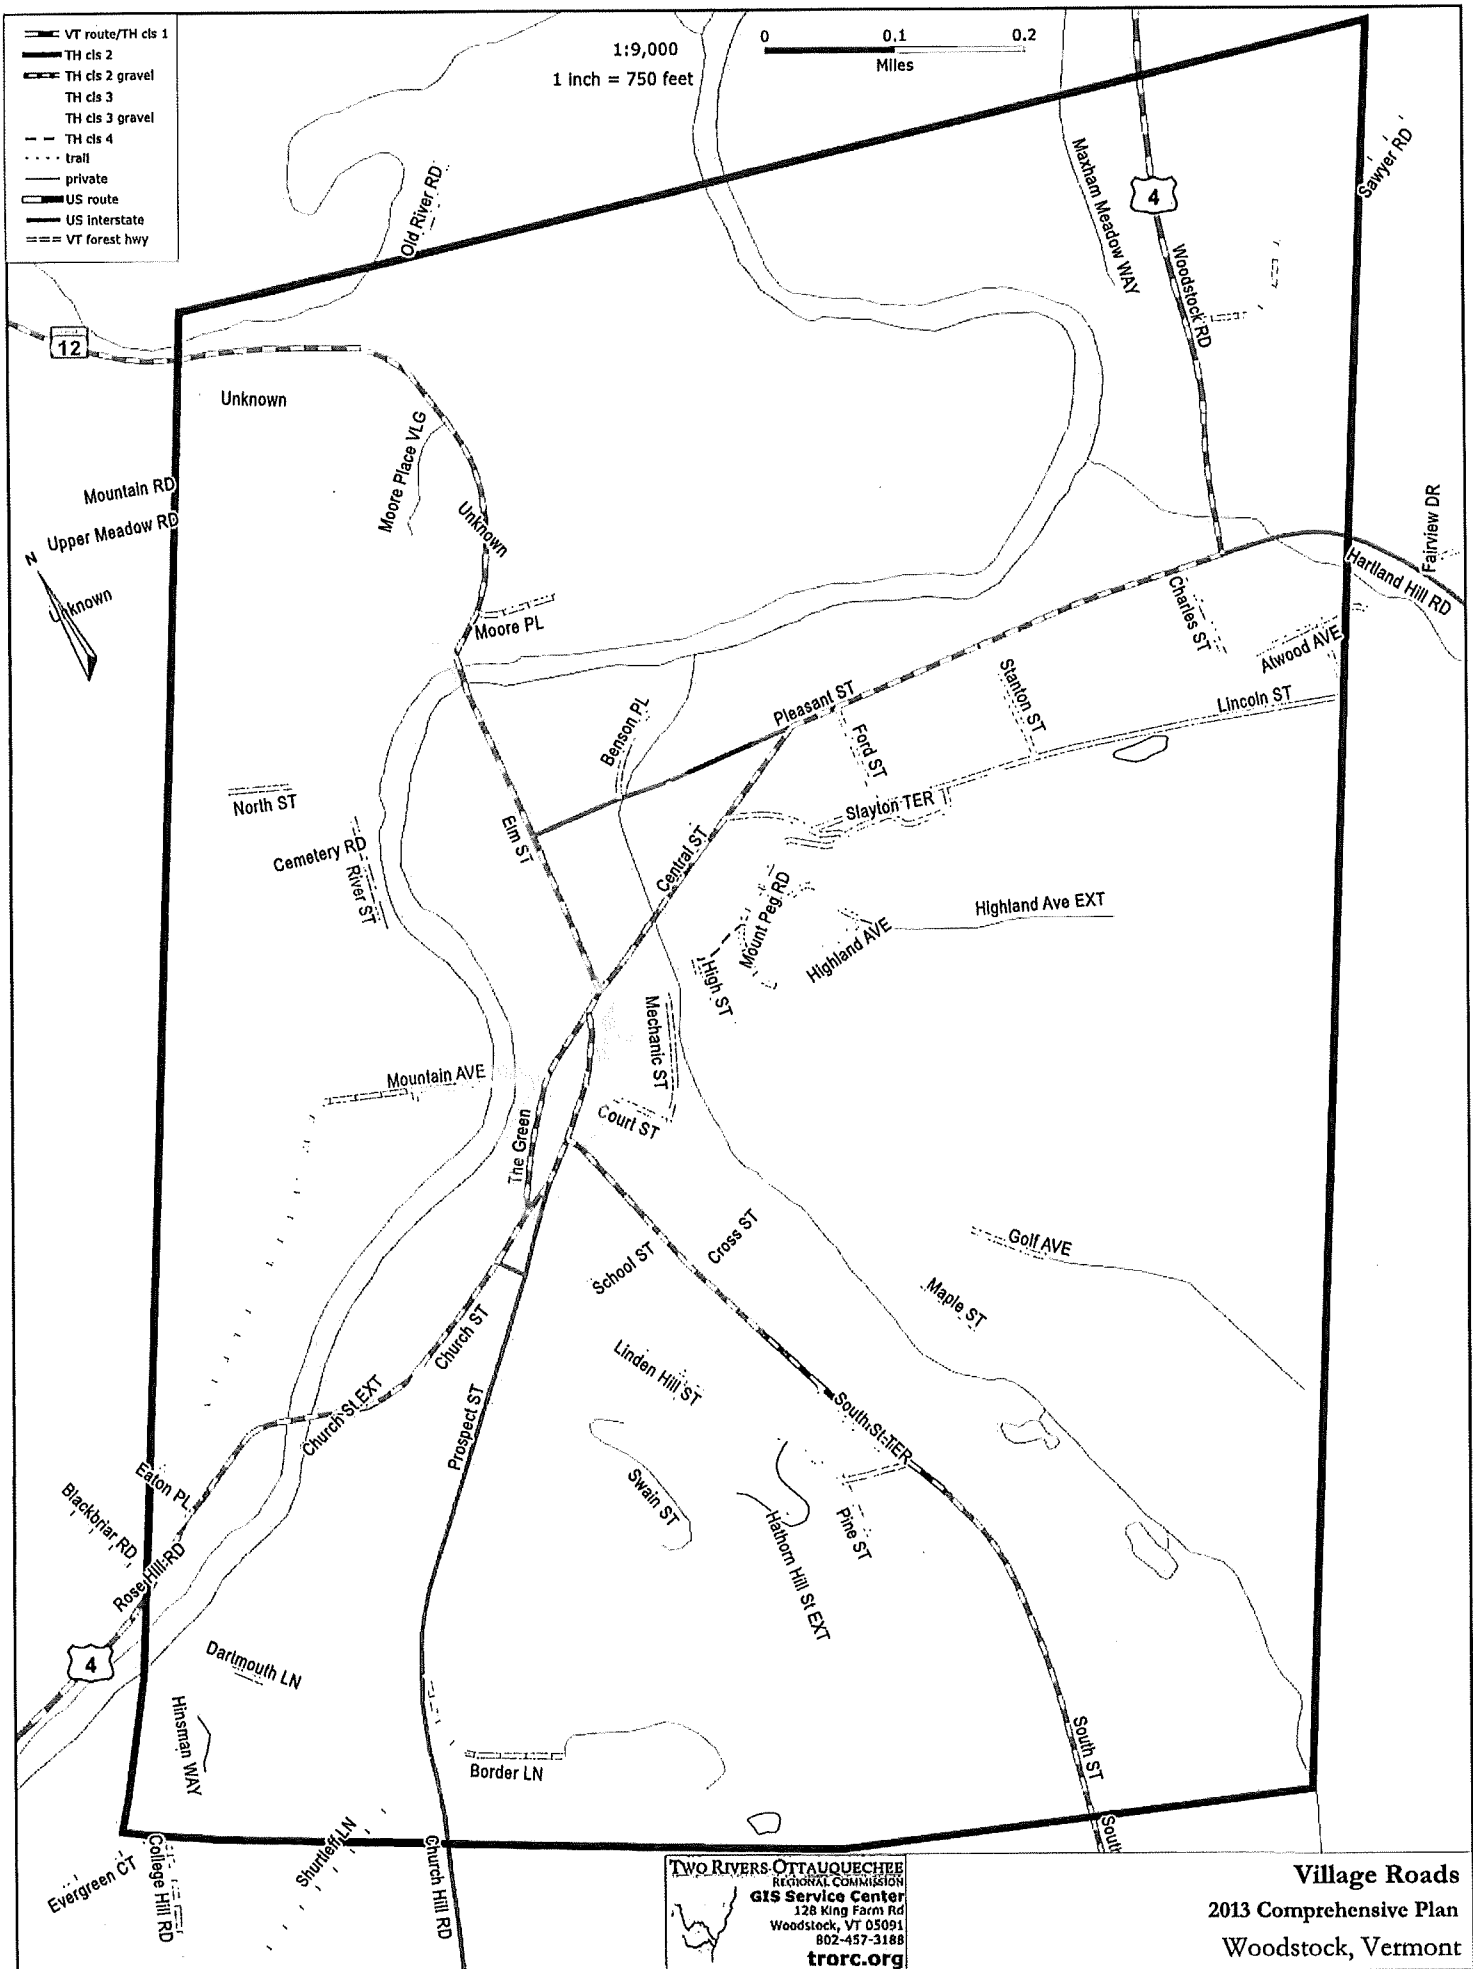 VT route/TH cls 1
TH cls 2
TH cls 2 gravel
TH cls 3
TH cls 3 gravel
TH cls 4
trail
private
US route
US interstate
VT forest hwy
1:9,000
1 inch = 750 feet
0 0.1 0.2
Miles
Old River RD
Maxham Meadow WAY
4
Woodstock RD
Sawyer RD
12
Unknown
Moore Place VLG
Mountain RD
Upper Meadow RD
Unknown
N
Unknown
Fairview DR
Hartland Hill RD
Moore PL
Charles ST
Atwood AVE
Stanton ST
Lincoln ST
Pleasant ST
Benson PL
Ford ST
North ST
Slayton TER
Elm ST
Central ST
Cemetery RD
River ST
Mount Peg RD
Highland Ave EXT
Highland AVE
High ST
Mechanic ST
Mountain AVE
Court ST
The Green
Cross ST
School ST
Golf AVE
Maple ST
Church ST
Linden Hill ST
Church St EXT
Prospect ST
South St TER
Eaton PL
Blackbriar RD
Swain ST
Pine ST
Hathorn Hill St EXT
Rose Hill RD
4
Dartmouth LN
Hinsman WAY
Border LN
South ST
South
College Hill RD
Evergreen CT
Shurtleff LN
Church Hill RD
TWO RIVERS-OTTAUQUECHEE
REGIONAL COMMISSION
GIS Service Center
128 King Farm Rd
Woodstock, VT 05091
802-457-3188
trorc.org
Village Roads
2013 Comprehensive Plan
Woodstock, Vermont